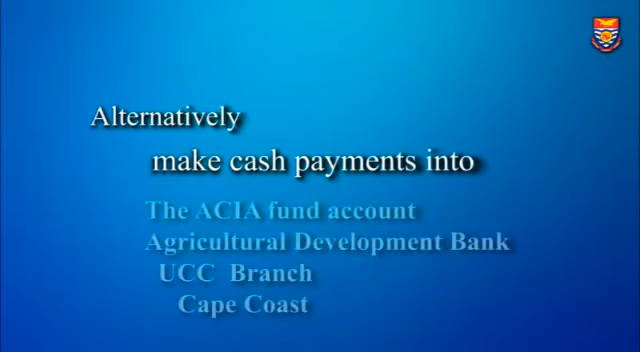 Alternatively
make cash payments into
The ACIA fund account
Agricultural Development Bank
UCC Branch
Cape Coast